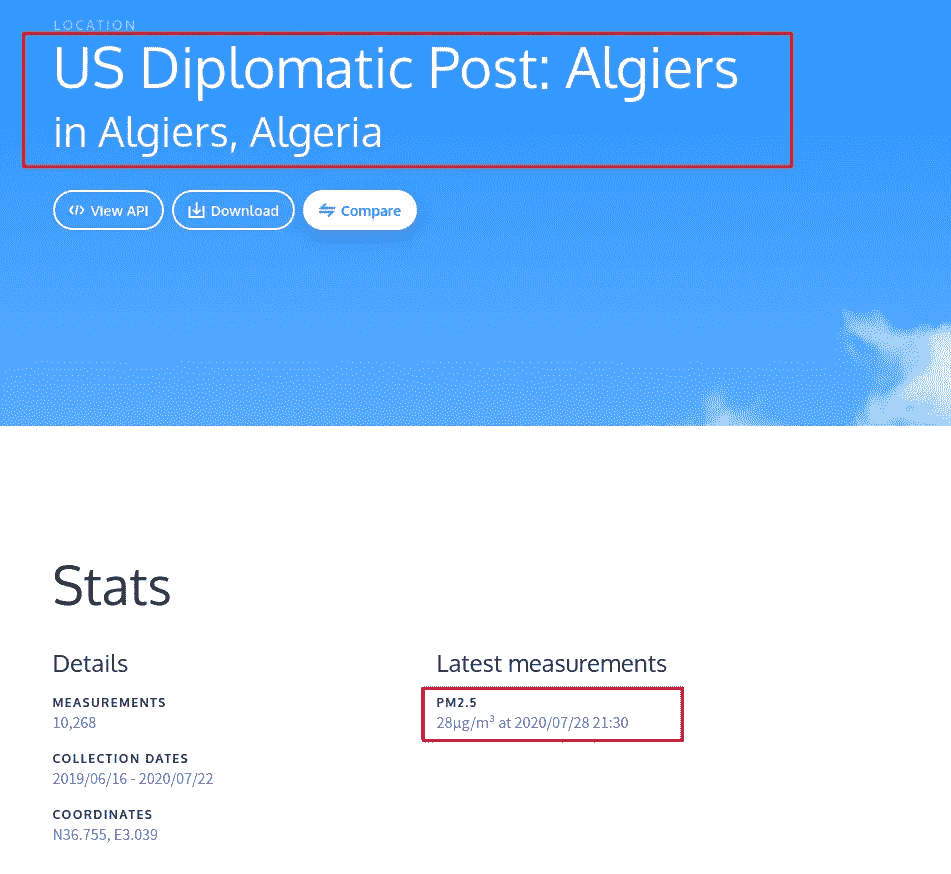 LOCATION
US Diplomatic Post: Algiers
in Algiers, Algeria
View API
Download
Compare
Stats
Details
MEASUREMENTS
10,268
COLLECTION DATES
2019/06/16 - 2020/07/22
COORDINATES
N36.755, E3.039
Latest measurements
PM2.5
28µg/m³ at 2020/07/28 21:30